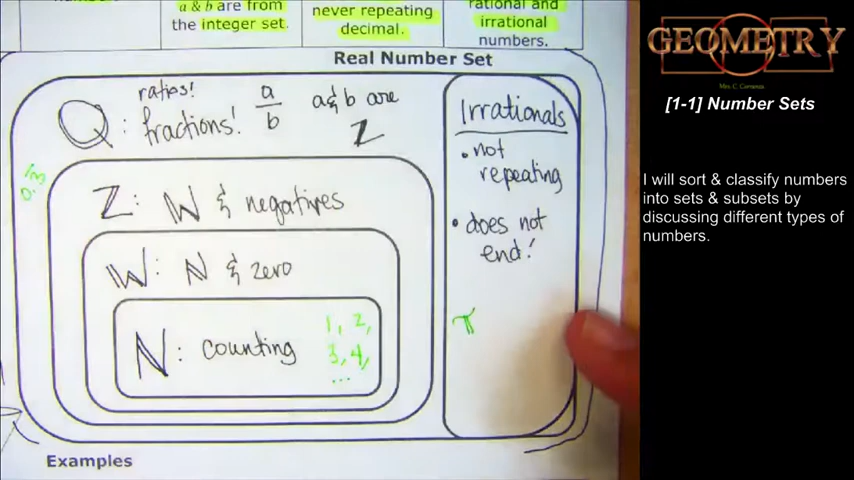 a & b are from
the integer set.
never repeating
decimal.
rational and
irrational
numbers.
Real Number Set
ratios!
Q: fractions! a/b a & b are
Z
0.3̅
Z: W & negatives
W: N & zero
N: counting
1, 2,
3, 4,
...
Irrationals
• not
repeating
• does not
end!
π
Examples
GEOMETRY
[1-1] Number Sets
I will sort & classify numbers
into sets & subsets by
discussing different types of
numbers.